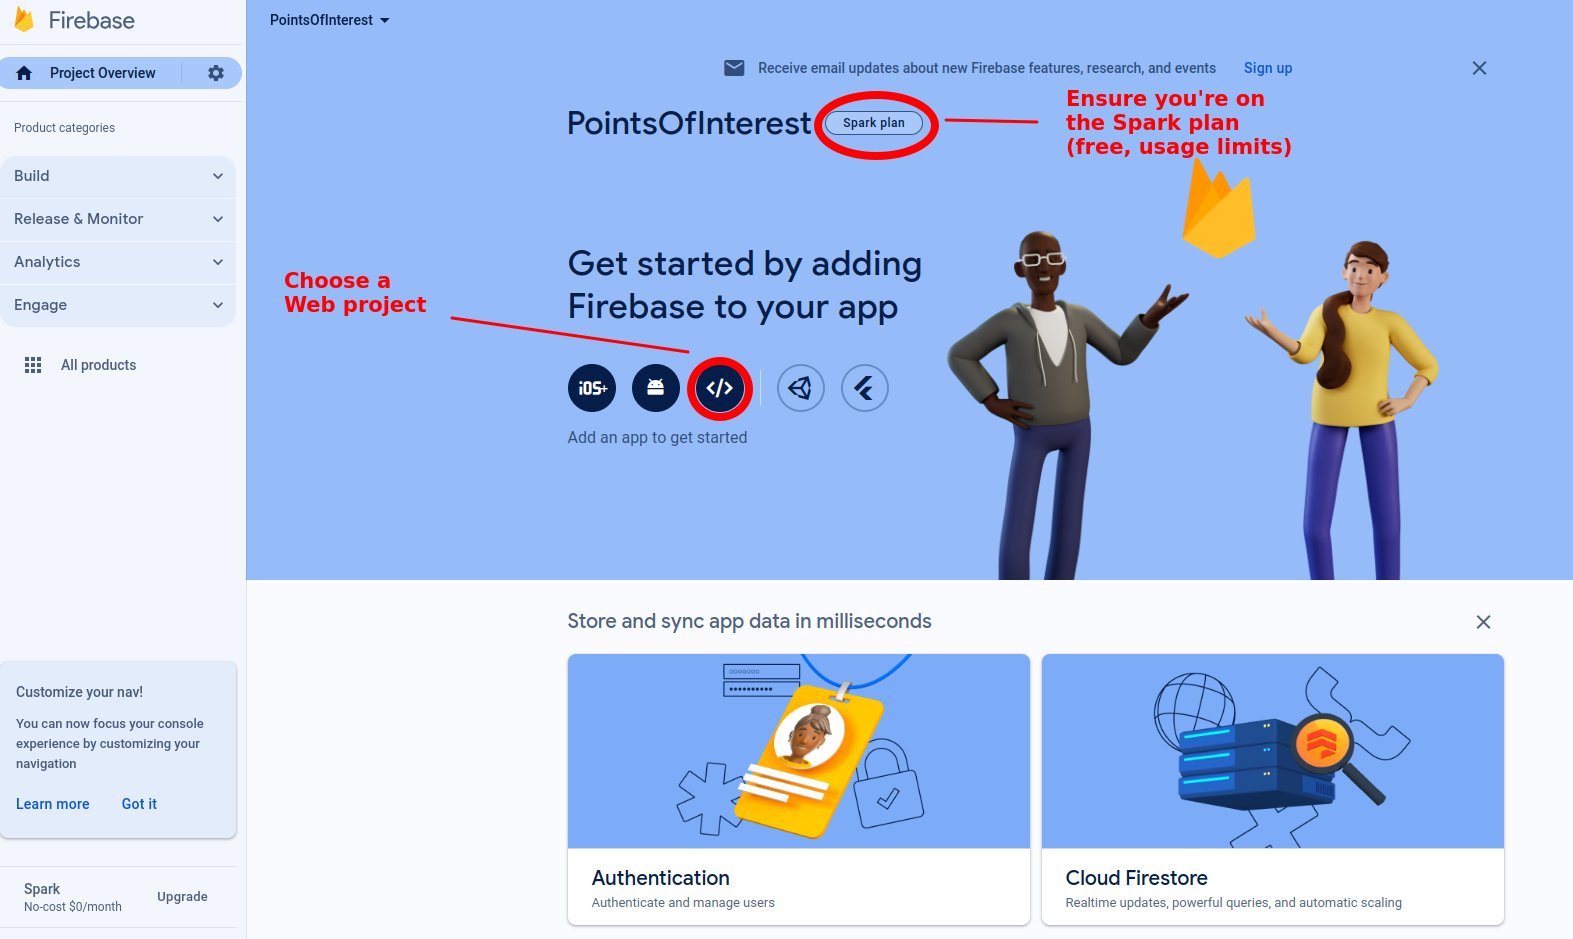 Firebase
Project Overview
Product categories
Build
Release & Monitor
Analytics
Engage
All products
Customize your nav!
You can now focus your console
experience by customizing your
navigation
Learn more Got it
Spark
No-cost $0/month
Upgrade
PointsOfInterest
Receive email updates about new Firebase features, research, and events Sign up
PointsOfInterest
Spark plan
Ensure you're on
the Spark plan
(free, usage limits)
Get started by adding
Firebase to your app
Choose a
Web project
iOS+
</>
Add an app to get started
Store and sync app data in milliseconds
Authentication
Authenticate and manage users
Cloud Firestore
Realtime updates, powerful queries, and automatic scaling